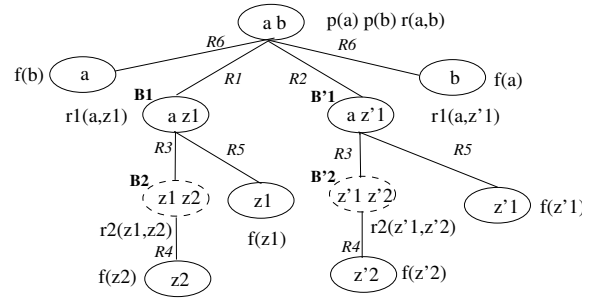 a b p(a) p(b) r(a,b)
R6 R6
f(b) a R1 R2 b f(a)
B1 B'1
r1(a,z1) a z1 a z'1 r1(a,z'1)
R3 R5 R3 R5
B2 B'2
z1 z2 z1 z'1 z'2 z'1 f(z'1)
r2(z1,z2) f(z1) r2(z'1,z'2)
R4 R4
f(z2) z2 z'2 f(z'2)